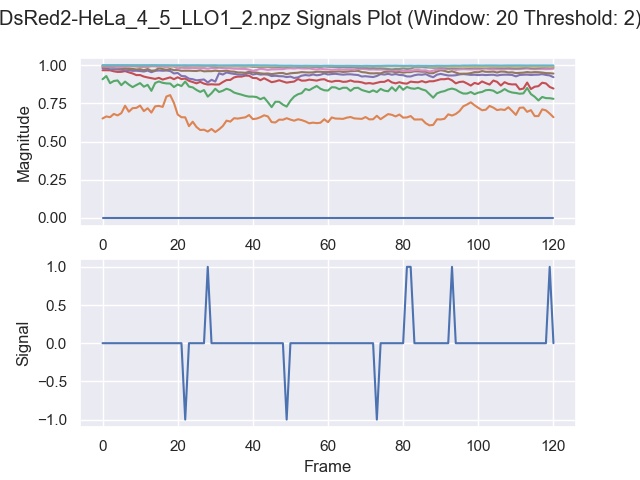 DsRed2-HeLa_4_5_LLO1_2.npz Signals Plot (Window: 20 Threshold: 2)
1.00
0.75
0.50
0.25
0.00
Magnitude
0 20 40 60 80 100 120
1.0
0.5
0.0
−0.5
−1.0
Signal
0 20 40 60 80 100 120
Frame